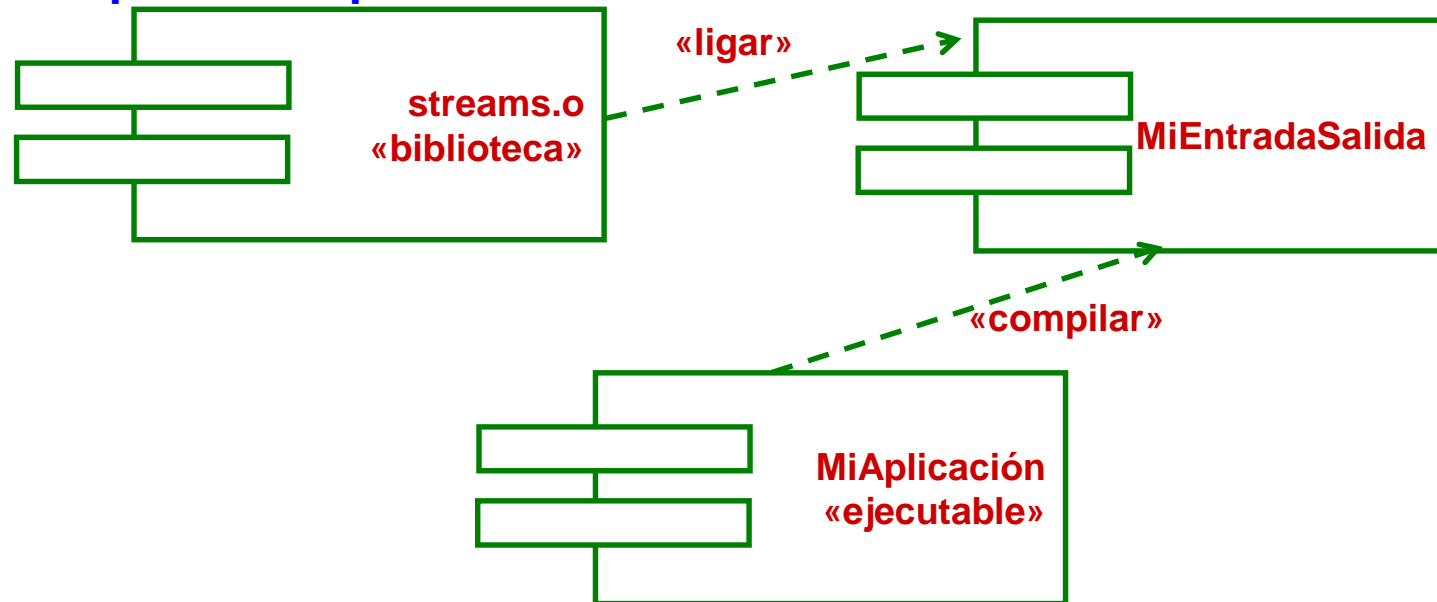 «ligar»
streams.o
«biblioteca»
MiEntradaSalida
«compilar»
MiAplicación
«ejecutable»